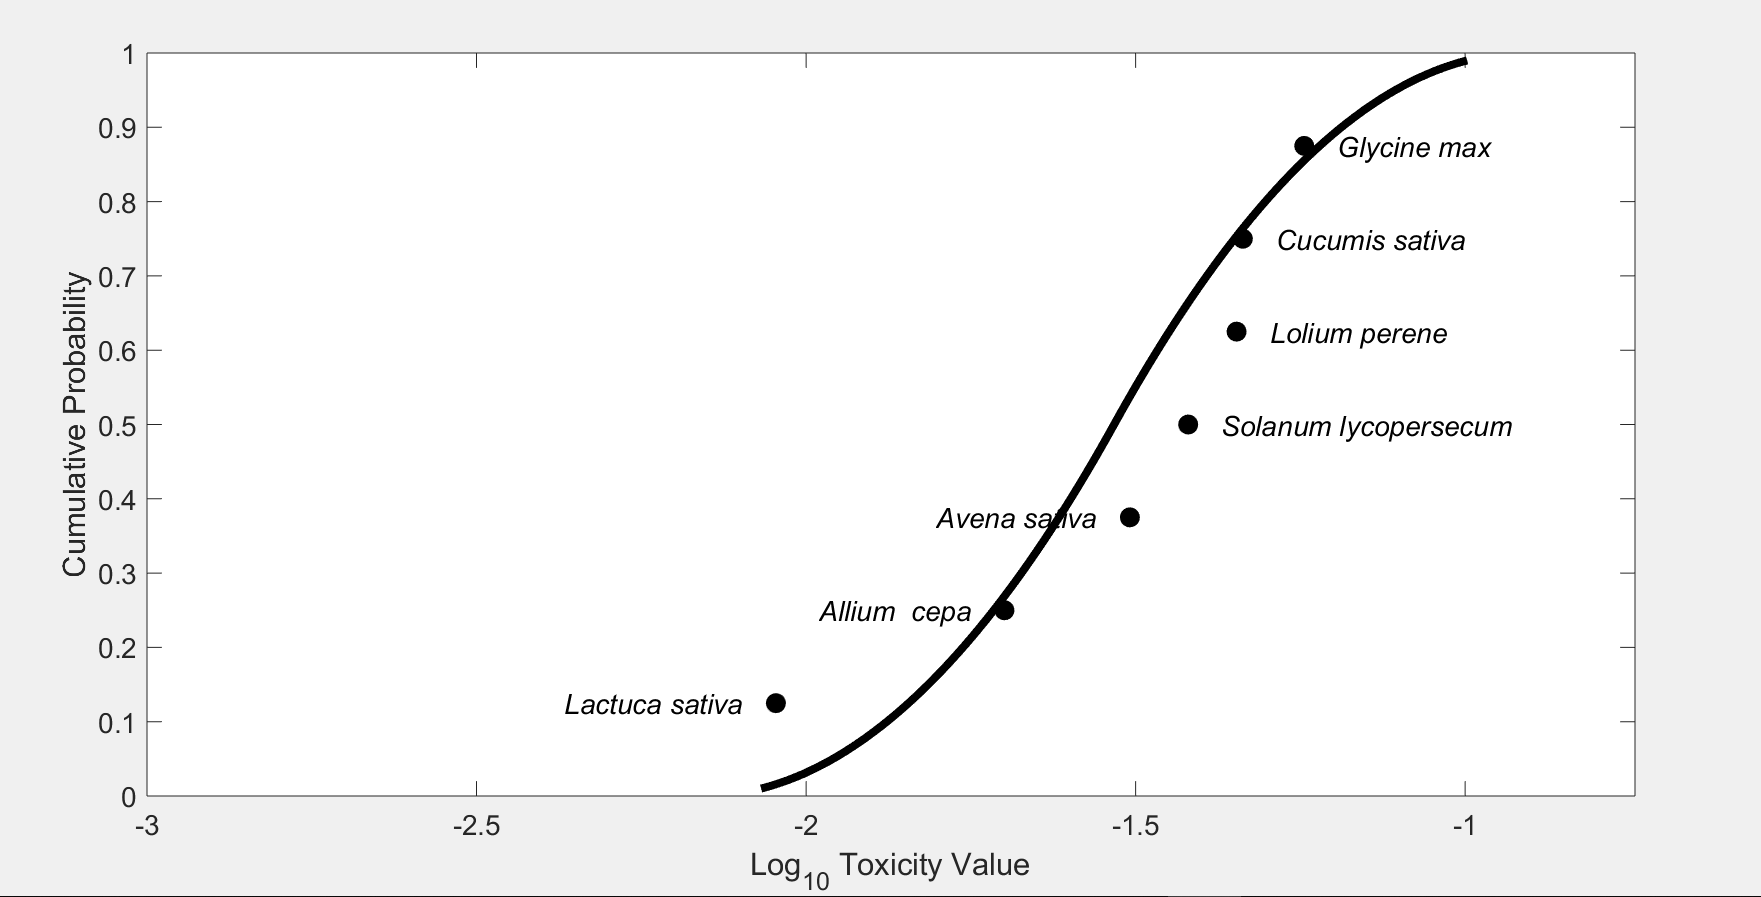 1
0.9
Glycine max
0.8
Cucumis sativa
0.7
Lolium perene
0.6
0.5
Solanum lycopersecum
0.4
Avena sativa
0.3
Allium  cepa
0.2
Lactuca sativa
0.1
0
Cumulative Probability
-3 -2.5 -2 -1.5 -1
Log10 Toxicity Value